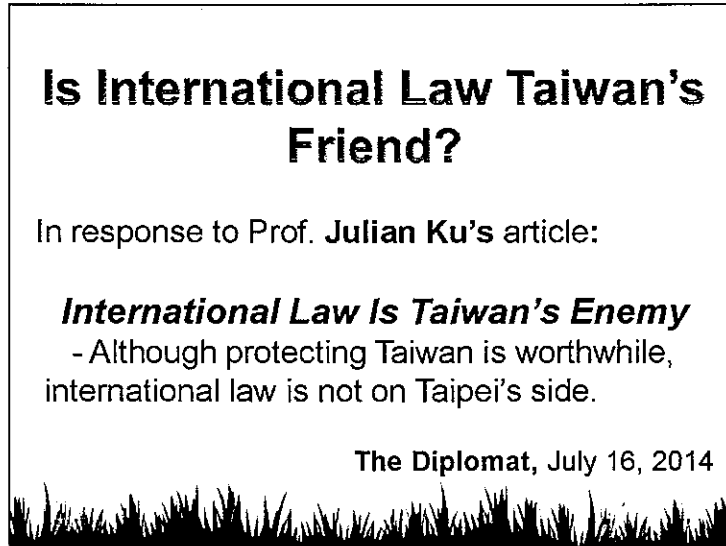 Is International Law Taiwan's
Friend?
In response to Prof. Julian Ku's article:
International Law Is Taiwan's Enemy
- Although protecting Taiwan is worthwhile,
international law is not on Taipei's side.
The Diplomat, July 16, 2014